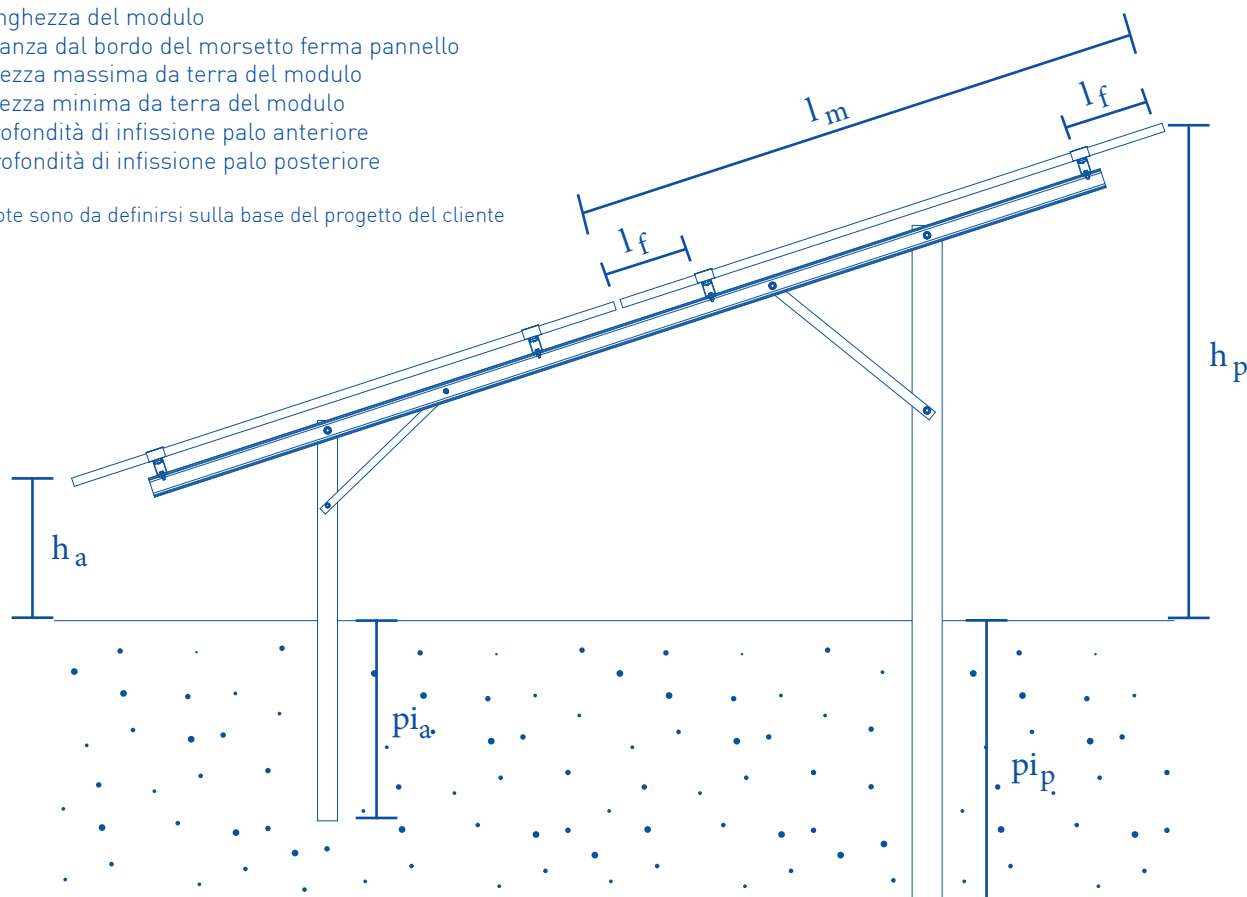 nghezza del modulo
anza dal bordo del morsetto ferma pannello
ezza massima da terra del modulo
ezza minima da terra del modulo
rofondità di infissione palo anteriore
rofondità di infissione palo posteriore
ote sono da definirsi sulla base del progetto del cliente
l m
l f
l f
h p
h a
pi a
pi p